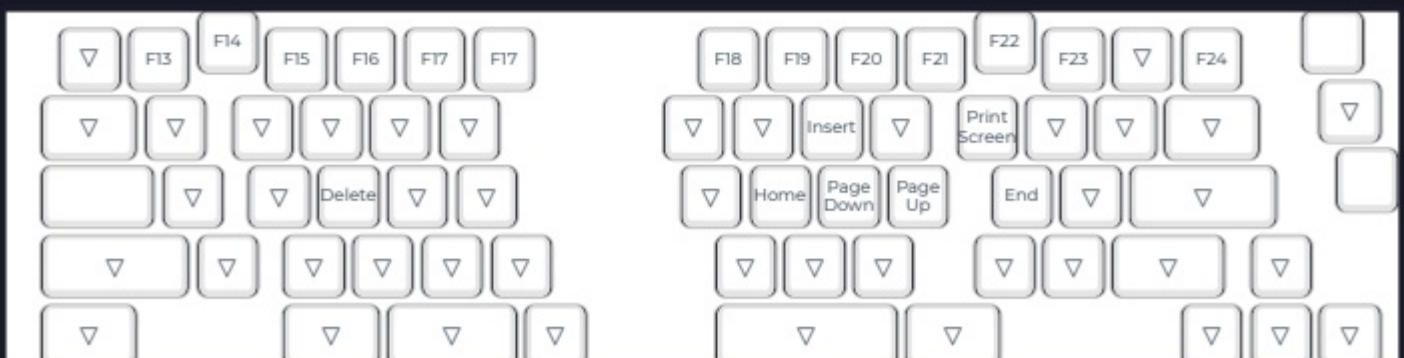 ▽ F13 F14 F15 F16 F17 F17 F18 F19 F20 F21 F22 F23 ▽ F24
▽ ▽ ▽ ▽ ▽ ▽ ▽ ▽ Insert ▽ Print Screen ▽ ▽ ▽ ▽
▽ ▽ Delete ▽ ▽ ▽ Home Page Down Page Up End ▽ ▽
▽ ▽ ▽ ▽ ▽ ▽ ▽ ▽ ▽ ▽ ▽ ▽ ▽
▽ ▽ ▽ ▽ ▽ ▽ ▽ ▽ ▽